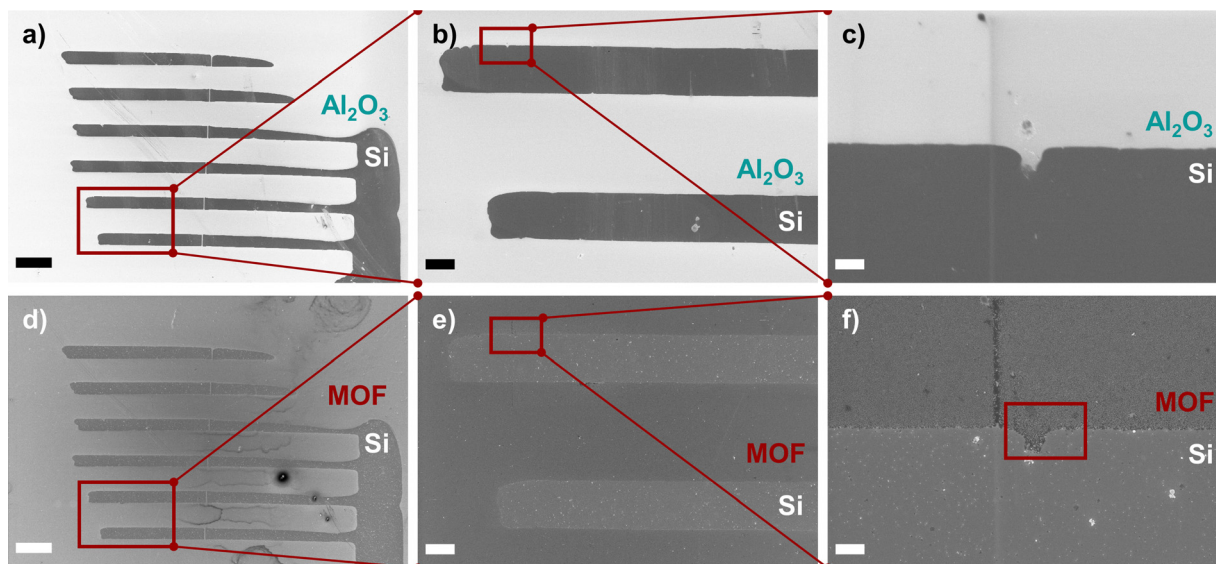 a)
Al₂O₃
Si
b)
Al₂O₃
Si
c)
Al₂O₃
Si
d)
MOF
Si
e)
MOF
Si
f)
MOF
Si